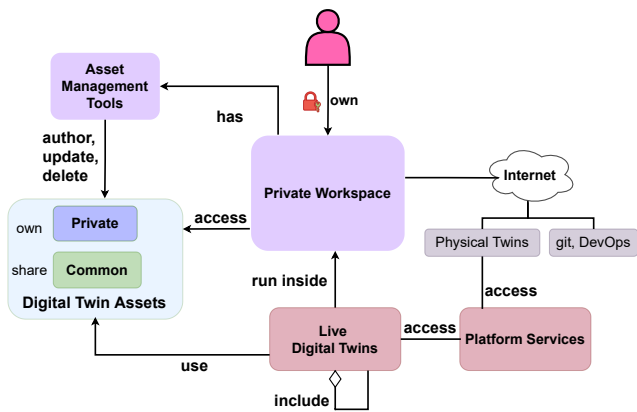 own
Asset
Management
Tools
has
author,
update,
delete
Private Workspace
Internet
own
Private
access
Physical Twins
git, DevOps
share
Common
Digital Twin Assets
run inside
access
Live
Digital Twins
access
Platform Services
use
include